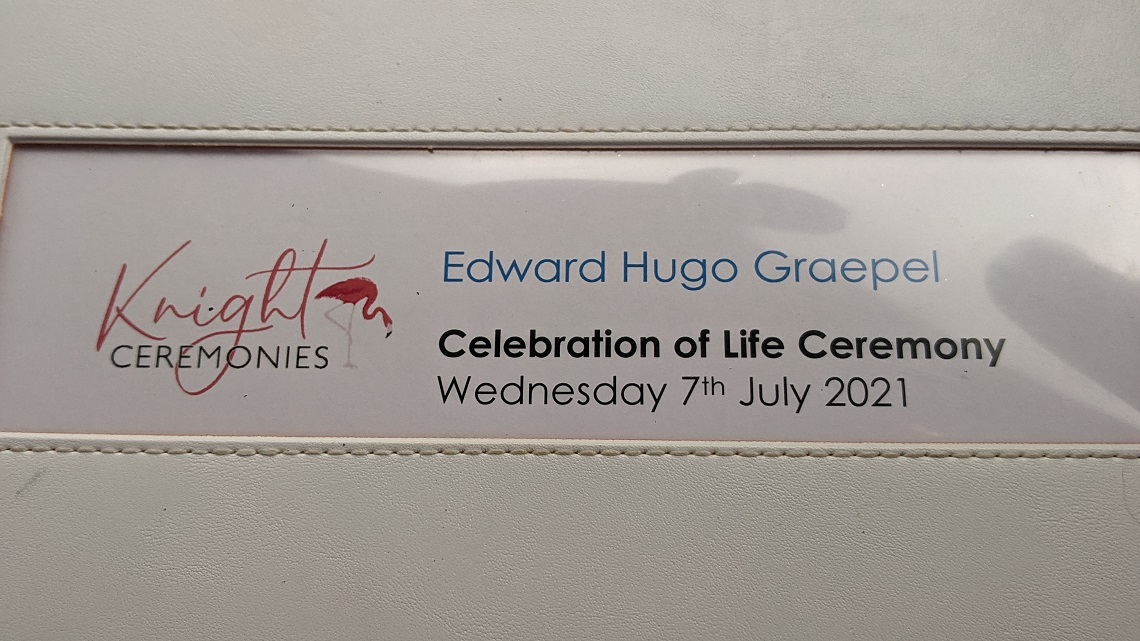 Knight
CEREMONIES
Edward Hugo Graepel
Celebration of Life Ceremony
Wednesday 7th July 2021